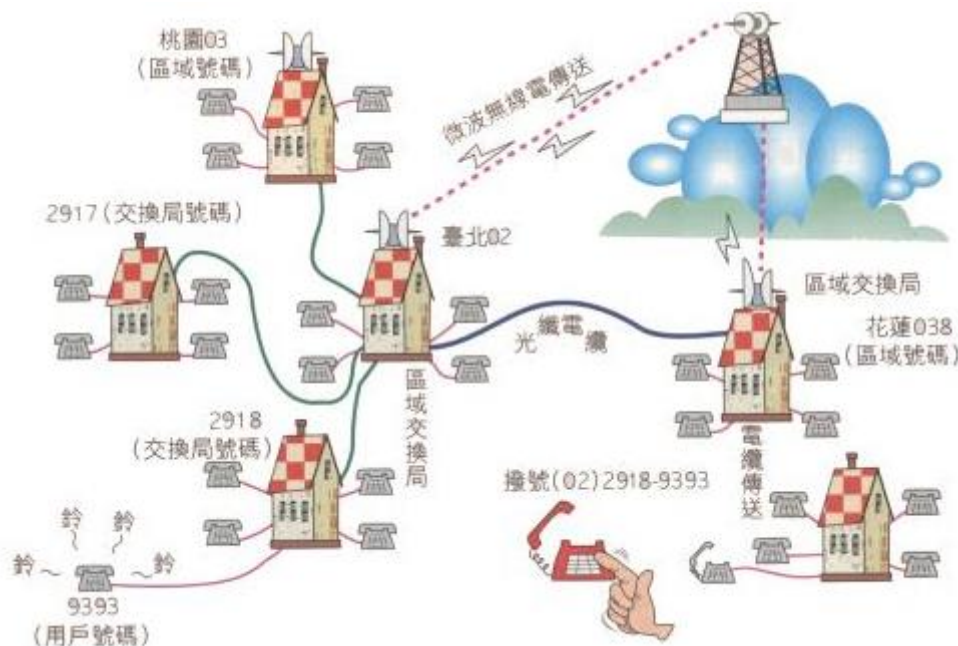 桃園03
(區域號碼)
微波無線電傳送
2917(交換局號碼)
臺北02
區域交換局
花蓮038
(區域號碼)
光纖電纜
區域交換局
2918
(交換局號碼)
電纜傳送
撥號(02)2918-9393
鈴
鈴
鈴
鈴
9393
(用戶號碼)